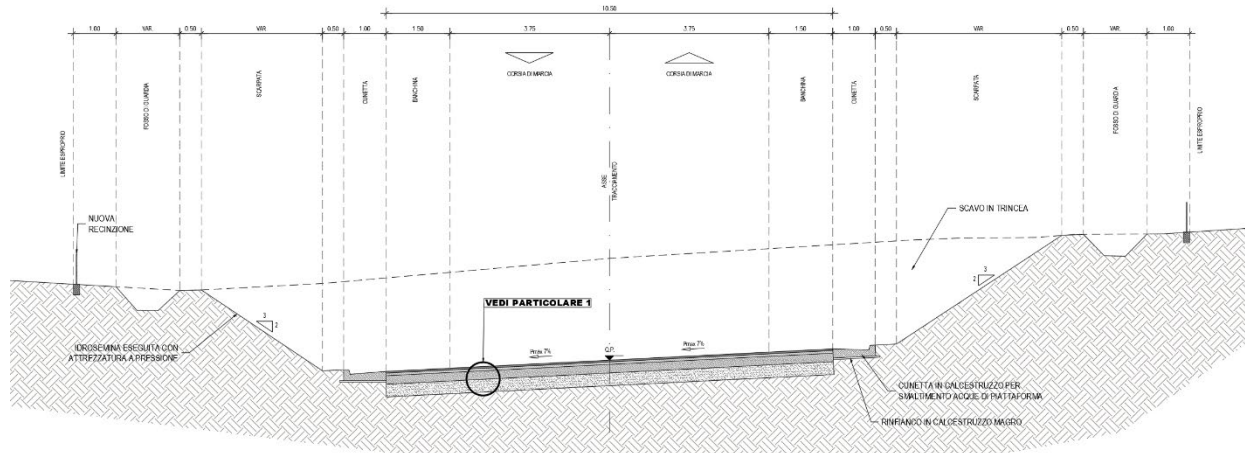 10.50
1.00 VAR. 0.50 VAR. 0.50 1.00 1.50 3.75 3.75 1.50 1.00 0.50 VAR. 0.50 VAR. 1.00
CORSIA DI MARCIA
CORSIA DI MARCIA
LIMITE ESPROPRIO
FOSSO DI GUARDIA
SCARPATA
CUNETTA
BANCHINA
ASSE
TRACCIAMENTO
BANCHINA
CUNETTA
SCARPATA
FOSSO DI GUARDIA
LIMITE ESPROPRIO
NUOVA
RECINZIONE
SCAVO IN TRINCEA
3
2
3
2
VEDI PARTICOLARE 1
IDROSEMINA ESEGUITA CON
ATTREZZATURA A PRESSIONE
Pmax 7%
Q.P.
Pmax 7%
CUNETTA IN CALCESTRUZZO PER
SMALTIMENTO ACQUE DI PIATTAFORMA
RINFIANCO IN CALCESTRUZZO MAGRO